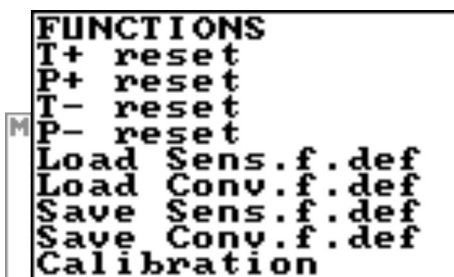 FUNCTIONS
T+ reset
P+ reset
T- reset
P- reset
Load Sens.f.def
Load Conv.f.def
Save Sens.f.def
Save Conv.f.def
Calibration
M